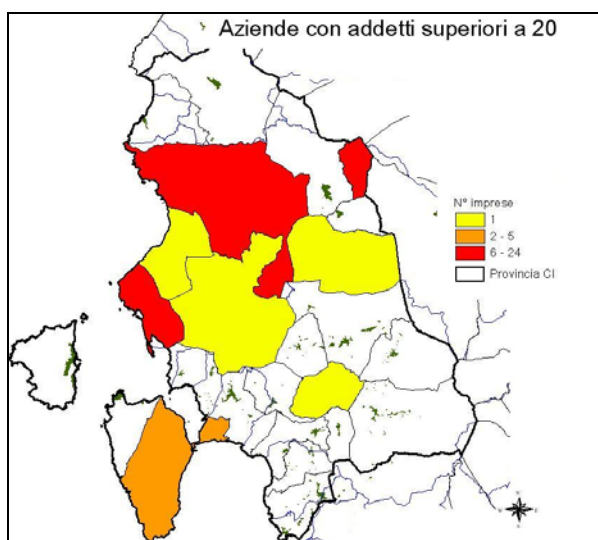 Aziende con addetti superiori a 20
N° imprese
1
2 - 5
6 - 24
Provincia CI